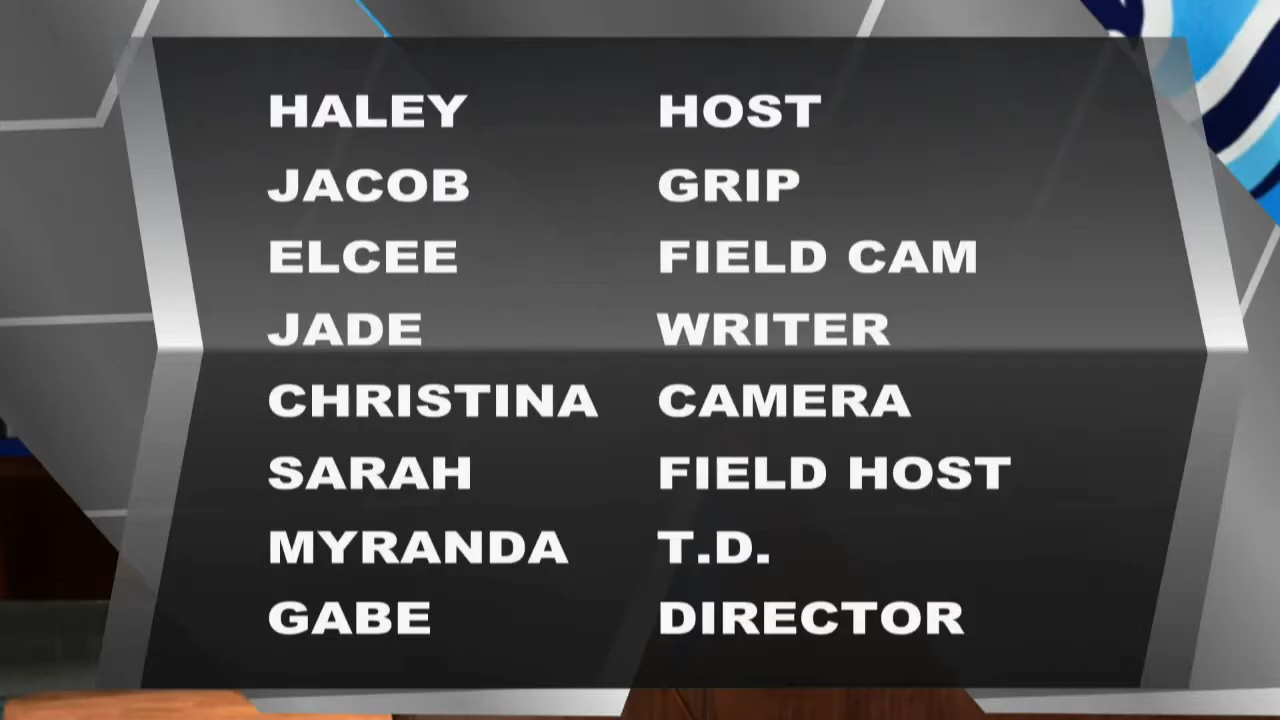 HALEY HOST
JACOB GRIP
ELCEE FIELD CAM
JADE WRITER
CHRISTINA CAMERA
SARAH FIELD HOST
MYRANDA T.D.
GABE DIRECTOR